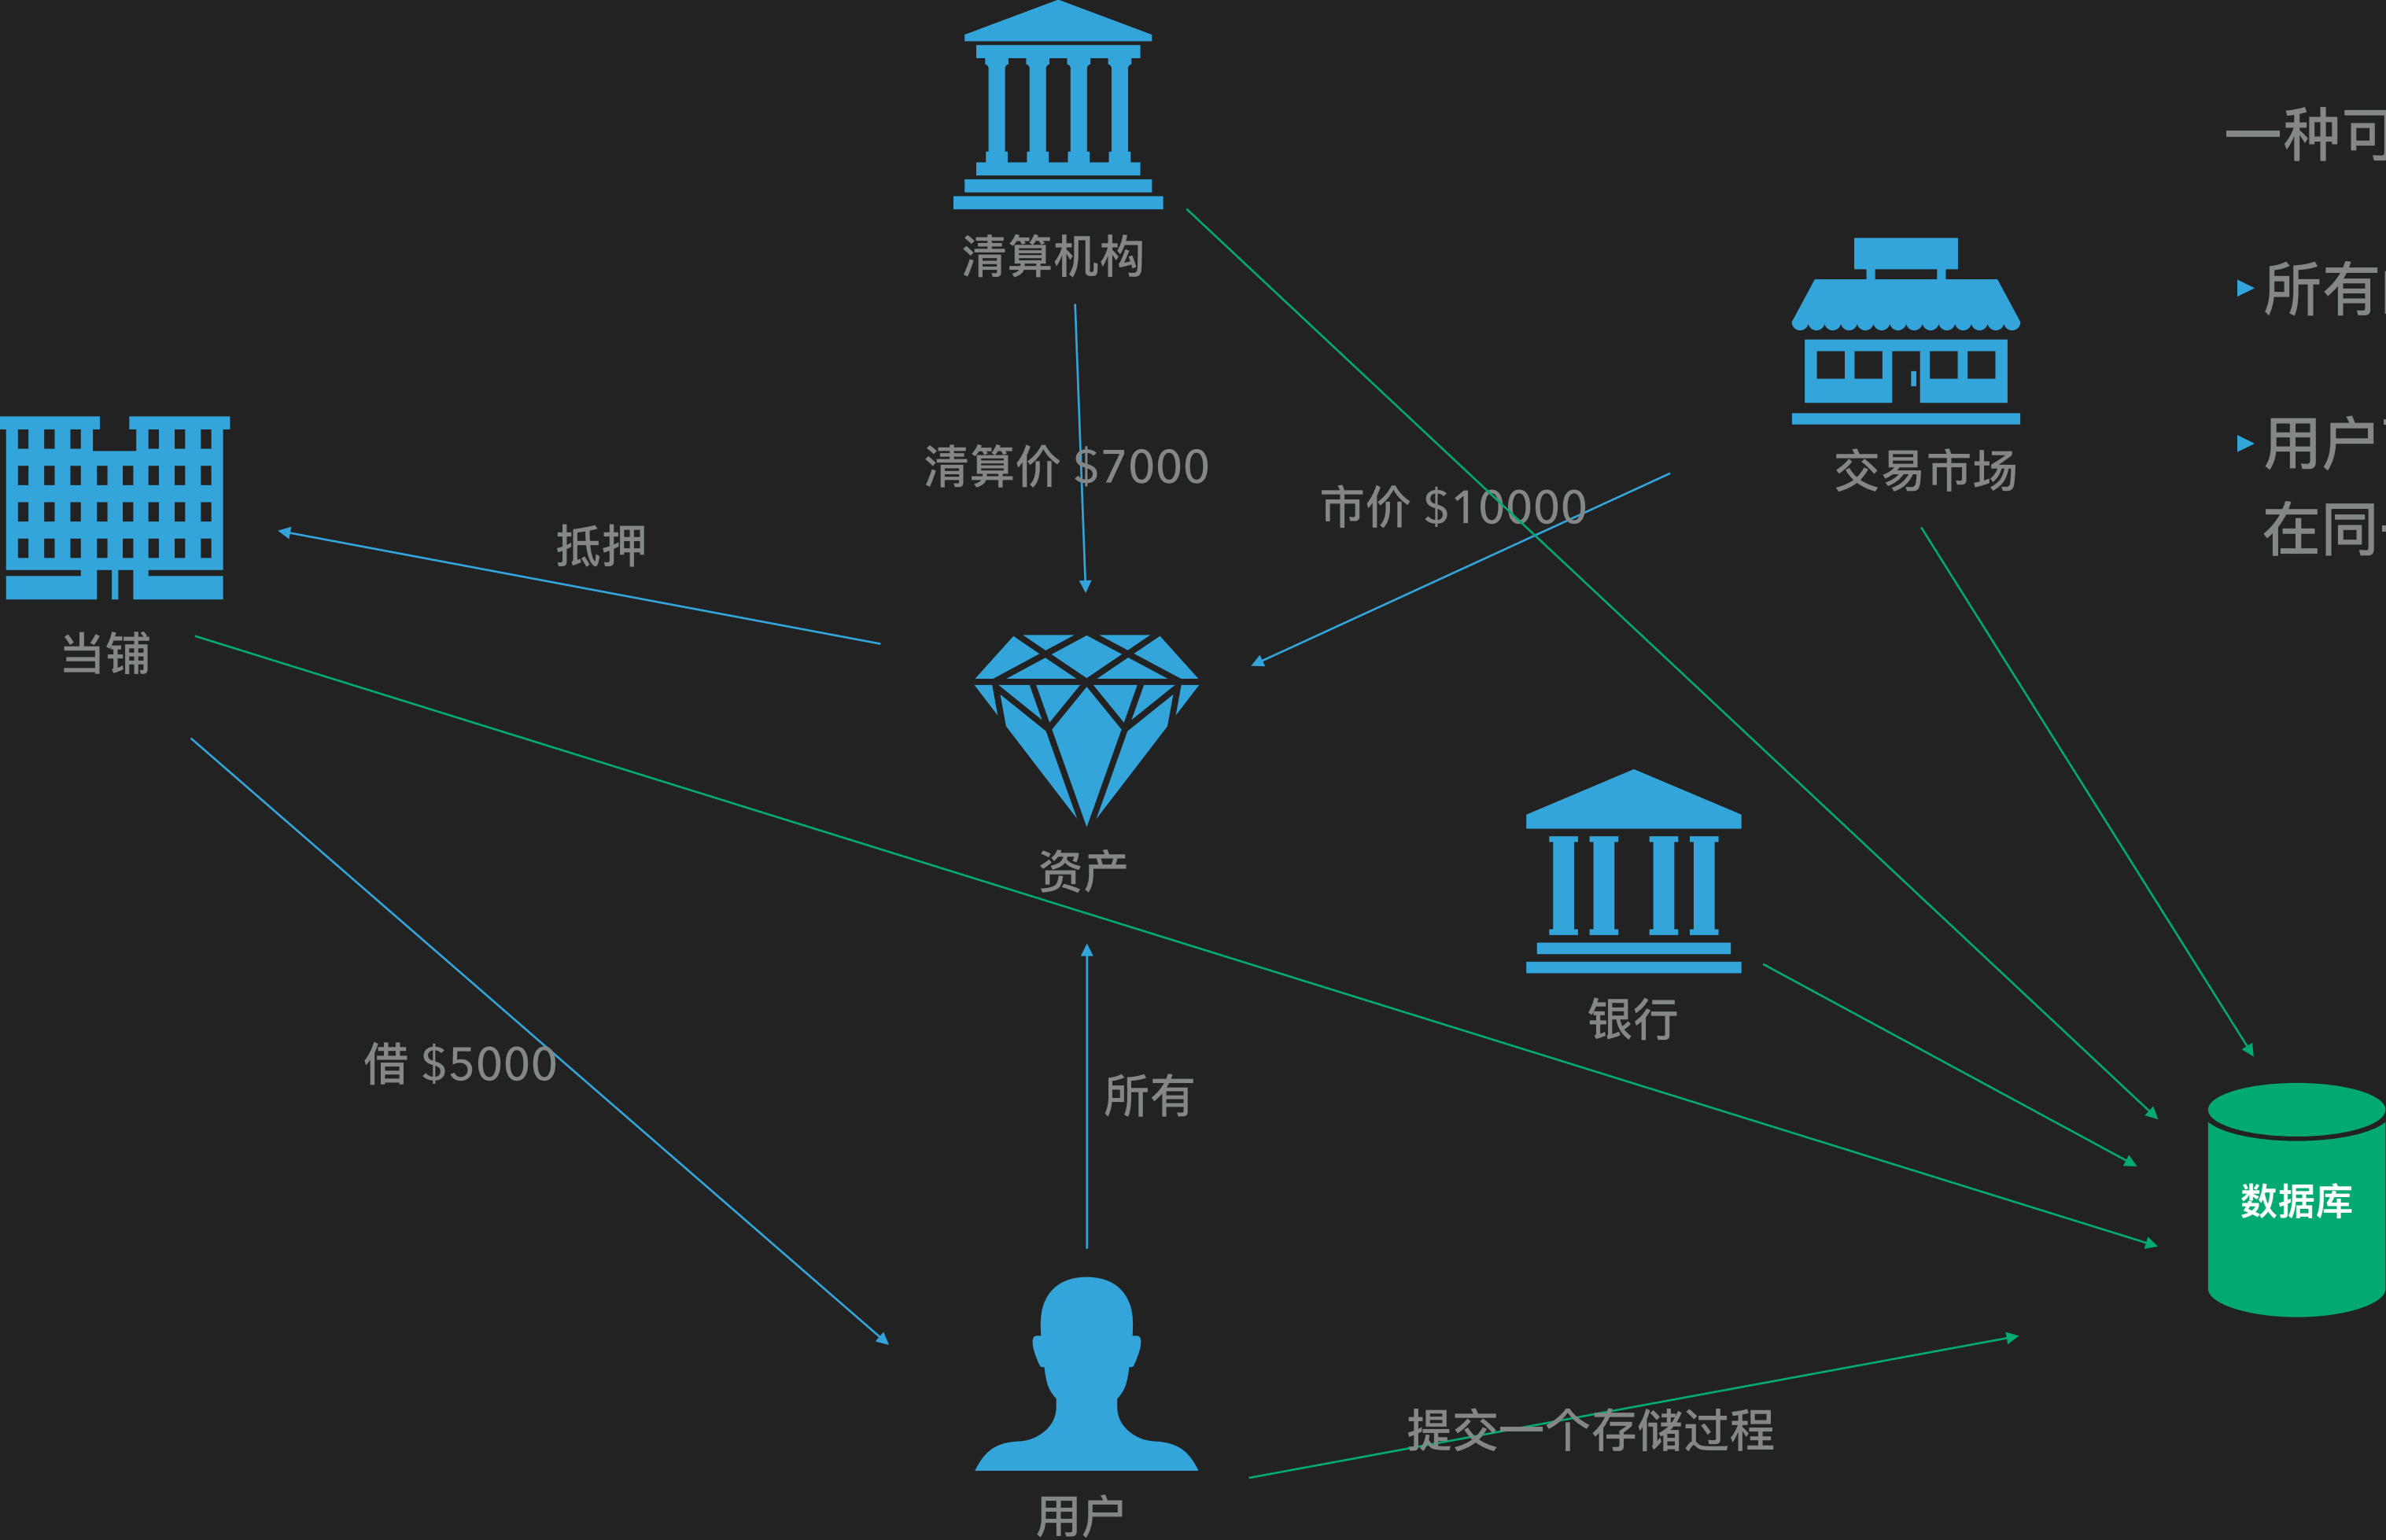 清算机构
一种可
所有
交易市场
用户
在同
清算价 $7000
市价 $10000
抵押
当铺
资产
银行
借 $5000
所有
数据库
提交一个存储过程
用户